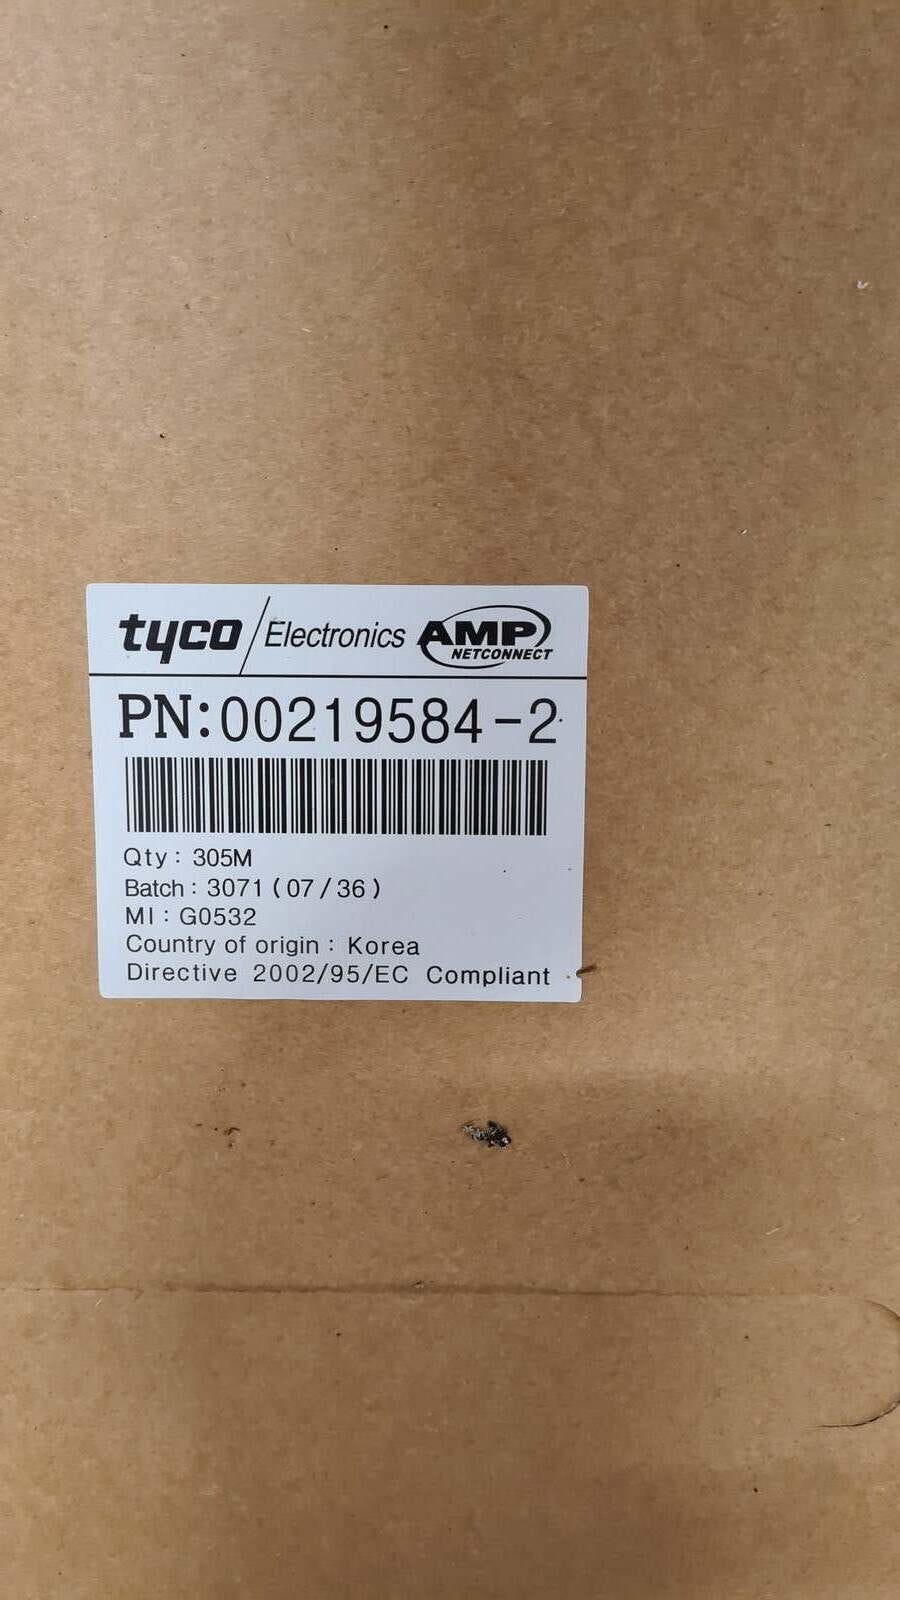 tyco / Electronics AMP
NETCONNECT
PN:00219584-2
Qty : 305M
Batch : 3071 ( 07 / 36 )
MI : G0532
Country of origin : Korea
Directive 2002/95/EC Compliant